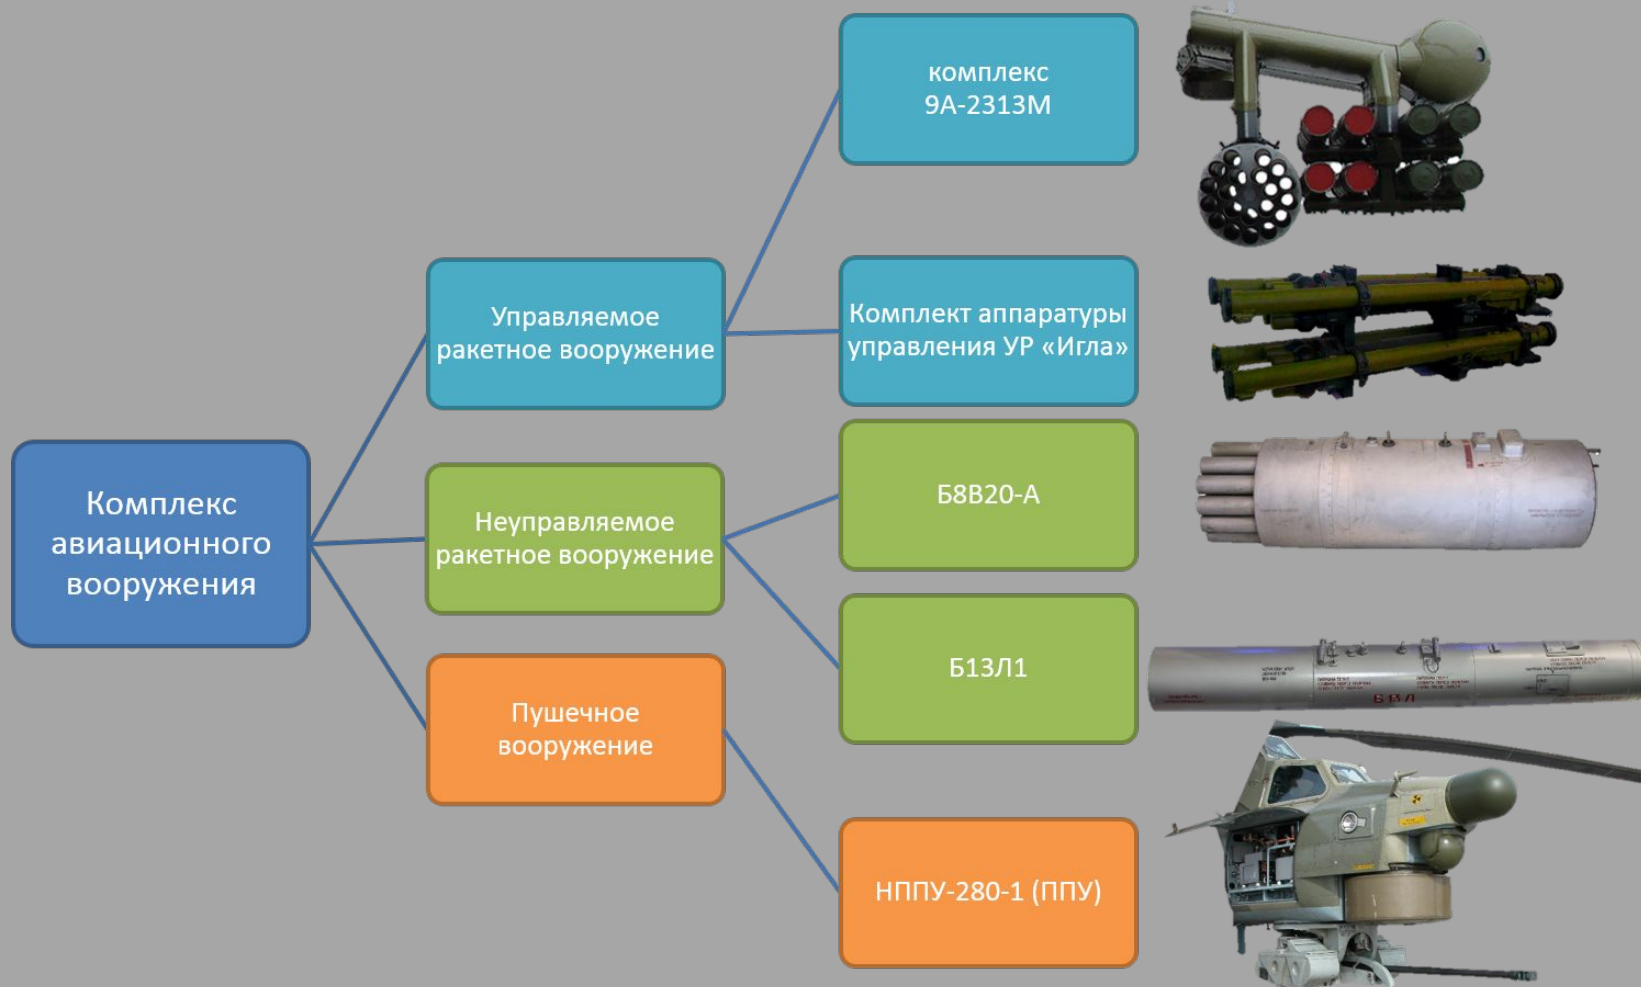 комплекс
9А-2313М
Управляемое
ракетное вооружение
Комплект аппаратуры
управления УР «Игла»
Комплекс
авиационного
вооружения
Неуправляемое
ракетное вооружение
Б8В20-А
Б13Л1
Б13Л
Пушечное
вооружение
НППУ-280-1 (ППУ)